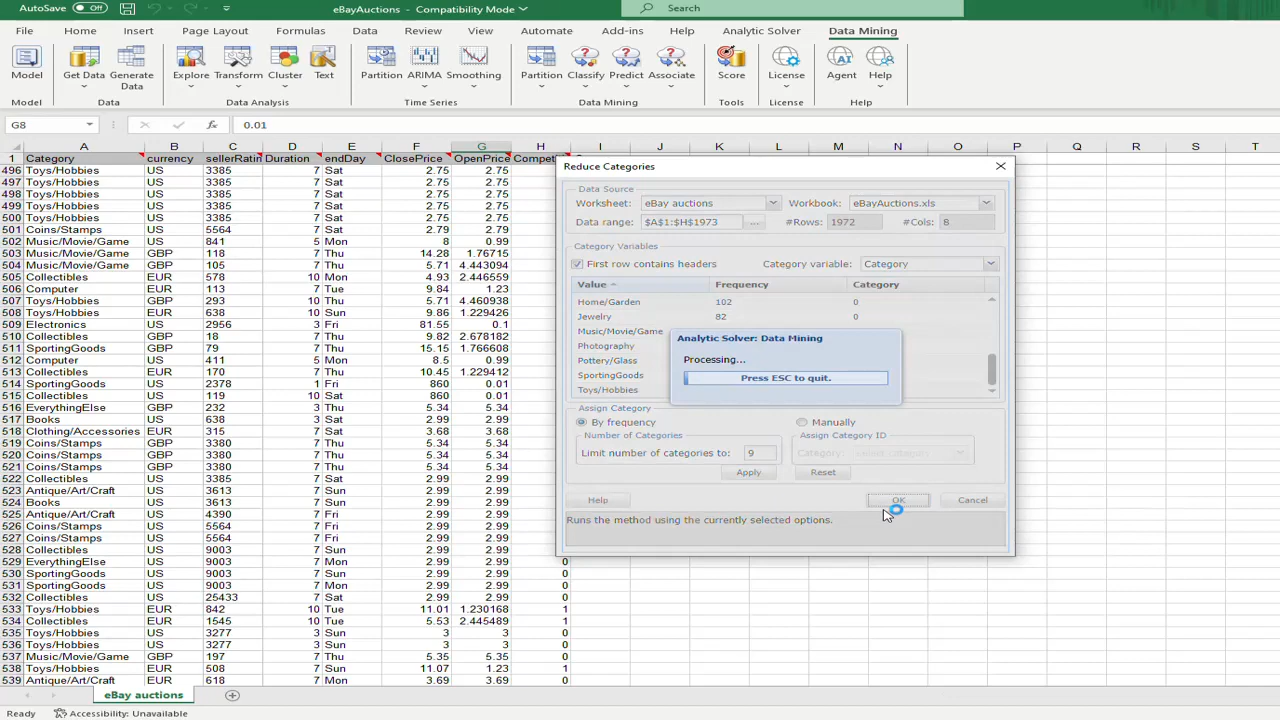 AutoSave Off eBayAuctions - Compatibility Mode Search
File Home Insert Page Layout Formulas Data Review View Automate Add-ins Help Analytic Solver Data Mining
Model Get Data Generate Data Explore Transform Cluster Text Partition ARIMA Smoothing Partition Classify Predict Associate Score License Agent Help
Model Data Data Analysis Time Series Data Mining Tools License Help
G8 fx 0.01
A B C D E F G H I J K L M N O P Q R S T
1 Category currency sellerRatin Duration endDay ClosePrice OpenPrice Compet
496 Toys/Hobbies US 3385 7 Sat 2.75 2.75
497 Toys/Hobbies US 3385 7 Sat 2.75 2.75
498 Toys/Hobbies US 3385 7 Sat 2.75 2.75
499 Toys/Hobbies US 3385 7 Sat 2.75 2.75
500 Toys/Hobbies US 3385 7 Sat 2.75 2.75
501 Coins/Stamps US 5564 7 Sat 2.79 2.79
502 Music/Movie/Game US 841 5 Mon 8 0.99
503 Music/Movie/Game GBP 118 7 Thu 14.28 1.76715
504 Music/Movie/Game GBP 105 7 Thu 5.71 4.443094
505 Collectibles EUR 578 10 Thu 4.93 2.446559
506 Computer EUR 113 7 Tue 9.84 1.23
507 Toys/Hobbies GBP 293 10 Thu 5.71 4.460938
508 Toys/Hobbies EUR 638 10 Sun 9.86 1.229426
509 Electronics US 2956 3 Fri 81.55 0.1
510 Collectibles GBP 18 7 Thu 9.82 2.678182
511 SportingGoods GBP 79 7 Thu 15.15 1.766608
512 Computer US 411 5 Mon 8.5 0.99
513 Collectibles EUR 170 7 Thu 10.45 1.229412
514 SportingGoods US 2378 1 Fri 860 0.01
515 Collectibles US 119 10 Sat 860 0.01
516 EverythingElse GBP 232 3 Thu 5.34 5.34
517 Books US 638 3 Fri 2.99 2.99
518 Clothing/Accessories EUR 315 7 Sat 3.68 3.68
519 Coins/Stamps GBP 3380 7 Thu 5.34 5.34
520 Coins/Stamps GBP 3380 7 Thu 5.34 5.34
521 Coins/Stamps GBP 3380 7 Thu 5.34 5.34
522 Collectibles US 3385 7 Sat 2.99 2.99
523 Antique/Art/Craft US 3613 7 Sat 2.99 2.99
524 Books US 3613 7 Sat 2.99 2.99
525 Antique/Art/Craft US 4390 7 Sat 2.99 2.99
526 Coins/Stamps US 5564 7 Sat 2.99 2.99
527 Coins/Stamps US 5564 7 Sat 2.99 2.99
528 Collectibles US 9003 7 Sun 2.99 2.99
529 EverythingElse US 9003 7 Sun 2.99 2.99 0
530 SportingGoods US 9003 7 Sun 2.99 2.99 0
531 SportingGoods US 9003 7 Sun 2.99 2.99 0
532 Collectibles US 25433 7 Sun 2.99 2.99 0
533 Toys/Hobbies EUR 842 10 Tue 11.01 1.230168 1
534 Collectibles EUR 1545 10 Tue 5.53 2.445489 1
535 Toys/Hobbies US 3277 3 Sun 3 3 0
536 Toys/Hobbies US 3277 3 Sun 3 3 0
537 Music/Movie/Game GBP 197 7 Thu 5.35 5.35 0
538 Toys/Hobbies EUR 508 7 Sun 11.07 1.23 1
539 Antique/Art/Craft EUR 618 7 Mon 3.69 3.69 0
Reduce Categories
Data Source
Worksheet: eBay auctions Workbook: eBayAuctions.xls
Data range: $A$1:$H$1973 ... #Rows: 1972 #Cols: 8
Category Variables
First row contains headers Category variable: Category
Value Frequency Category
Home/Garden 102 0
Jewelry 82 0
Music/Movie/Game
Photography
Pottery/Glass
SportingGoods
Toys/Hobbies
Analytic Solver: Data Mining
Processing...
Press ESC to quit.
Assign Category
By frequency Manually
Number of Categories Assign Category ID
Limit number of categories to: 9 Category:
Apply Reset
Help OK Cancel
Runs the method using the currently selected options.
eBay auctions
Ready Accessibility: Unavailable